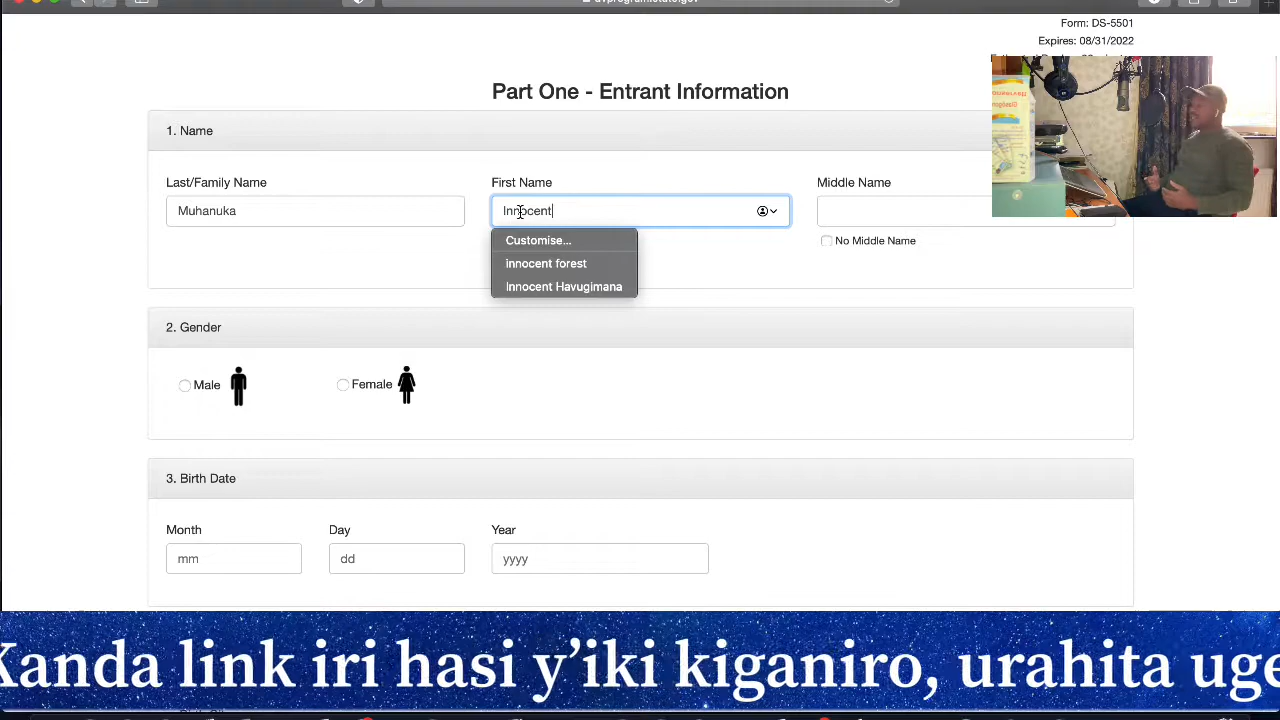 Form: DS-5501
Expires: 08/31/2022
Part One - Entrant Information
1. Name
Last/Family Name
First Name
Middle Name
Muhanuka
Innocent
No Middle Name
Customise...
innocent forest
Innocent Havugimana
2. Gender
Male
Female
3. Birth Date
Month
Day
Year
mm
dd
yyyy
Kanda link iri hasi y'iki kiganiro, urahita uge